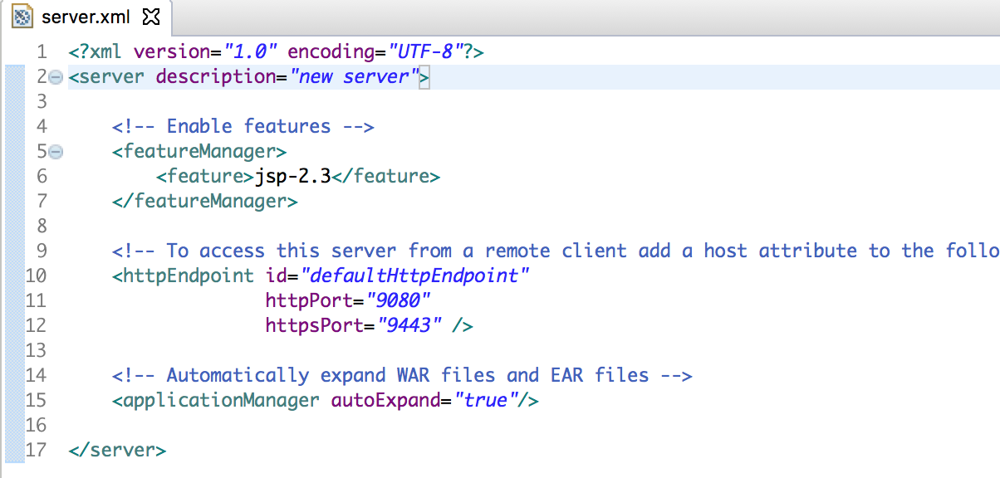 server.xml
1 <?xml version="1.0" encoding="UTF-8"?>
2 <server description="new server">
3
4 <!-- Enable features -->
5 <featureManager>
6 <feature>jsp-2.3</feature>
7 </featureManager>
8
9 <!-- To access this server from a remote client add a host attribute to the follo
10 <httpEndpoint id="defaultHttpEndpoint"
11 httpPort="9080"
12 httpsPort="9443" />
13
14 <!-- Automatically expand WAR files and EAR files -->
15 <applicationManager autoExpand="true"/>
16
17 </server>